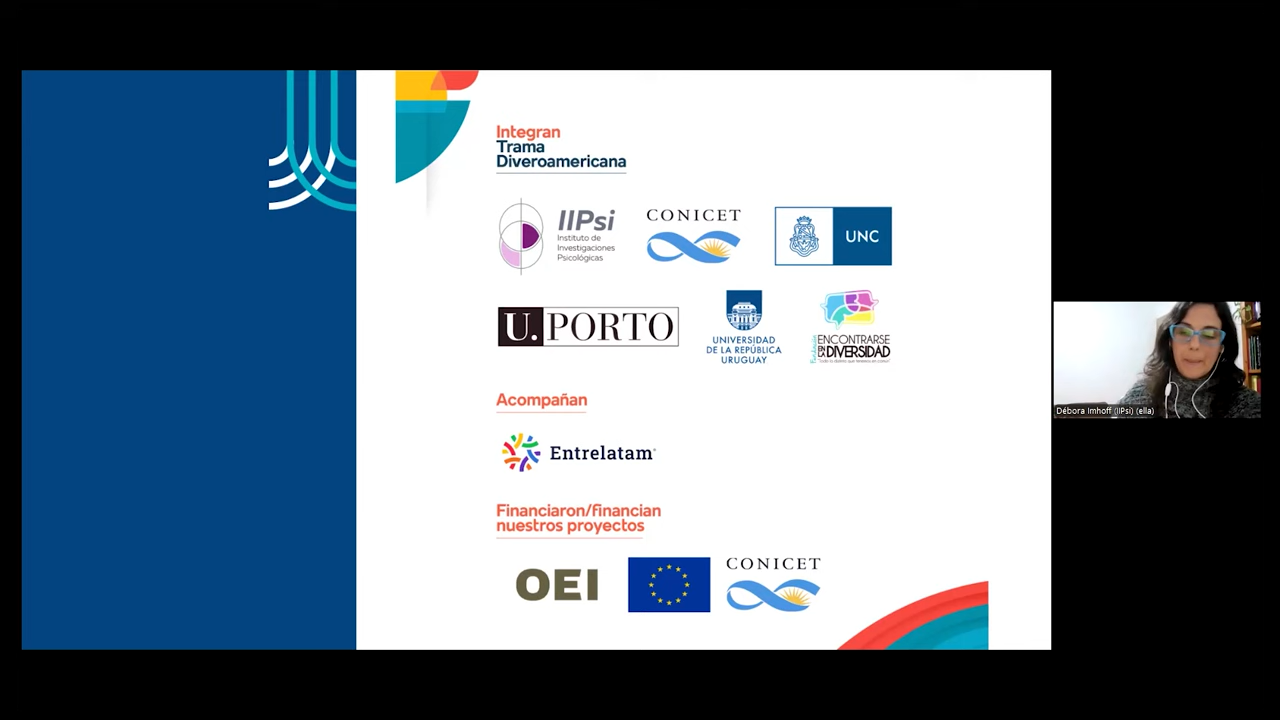 Integran
Trama
Diveroamericana
IIPsi
Instituto de
Investigaciones
Psicológicas
CONICET
UNC
U.PORTO
UNIVERSIDAD
DE LA REPÚBLICA
URUGUAY
Fundación
ENCONTRARSE
EN LA DIVERSIDAD
Acompañan
Entrelatam
Financiaron/financian
nuestros proyectos
OEI
CONICET
Débora Imhoff (IIPsi) (ella)